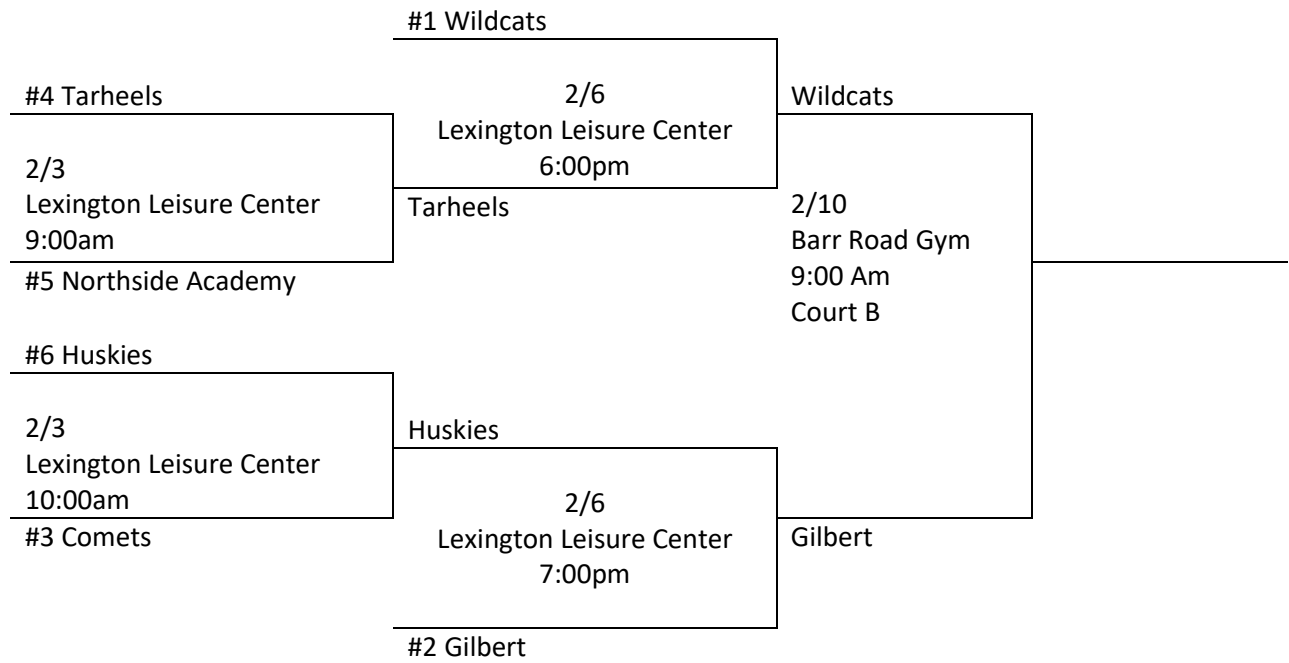 #1 Wildcats
#4 Tarheels
2/6
Lexington Leisure Center
6:00pm
Wildcats
2/3
Lexington Leisure Center
9:00am
Tarheels
#5 Northside Academy
2/10
Barr Road Gym
9:00 Am
Court B
#6 Huskies
2/3
Lexington Leisure Center
10:00am
Huskies
#3 Comets
2/6
Lexington Leisure Center
7:00pm
Gilbert
#2 Gilbert